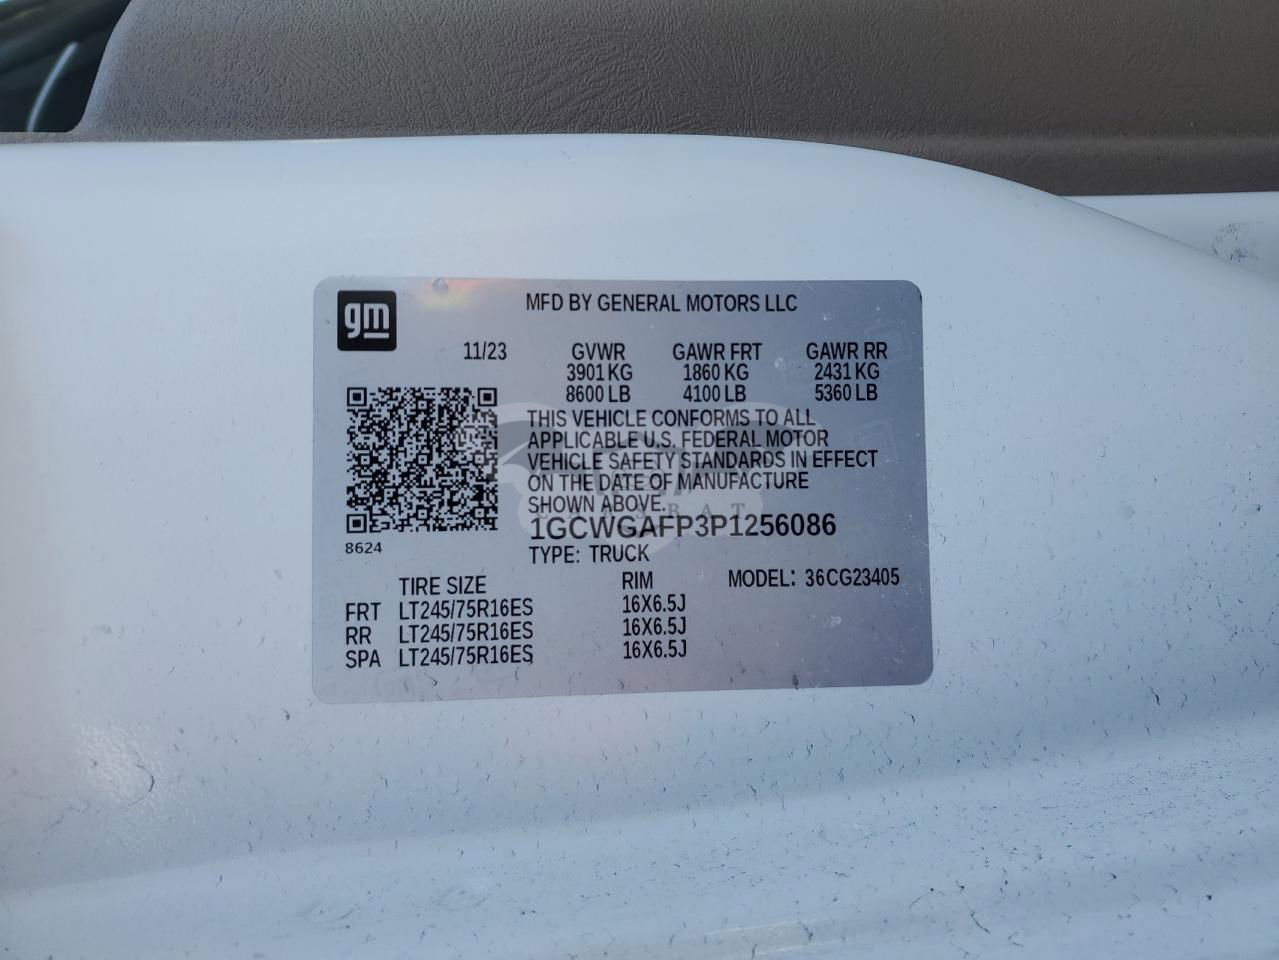 gm
MFD BY GENERAL MOTORS LLC
11/23 GVWR GAWR FRT GAWR RR
3901 KG 1860 KG 2431 KG
8600 LB 4100 LB 5360 LB
THIS VEHICLE CONFORMS TO ALL
APPLICABLE U.S. FEDERAL MOTOR
VEHICLE SAFETY STANDARDS IN EFFECT
ON THE DATE OF MANUFACTURE
SHOWN ABOVE.
1GCWGAFP3P1256086
8624
TYPE: TRUCK
TIRE SIZE RIM MODEL: 36CG23405
FRT LT245/75R16ES 16X6.5J
RR LT245/75R16ES 16X6.5J
SPA LT245/75R16ES 16X6.5J